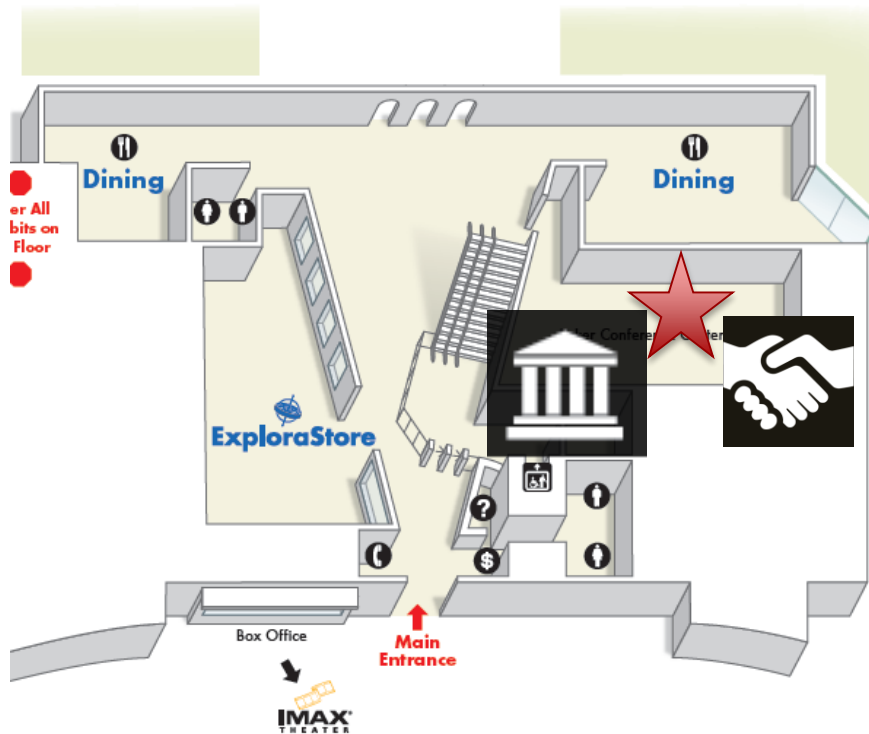 Dining
Dining
er All
bits on
Floor
ExploraStore
?
$
Box Office
Main
Entrance
IMAX®
THEATER